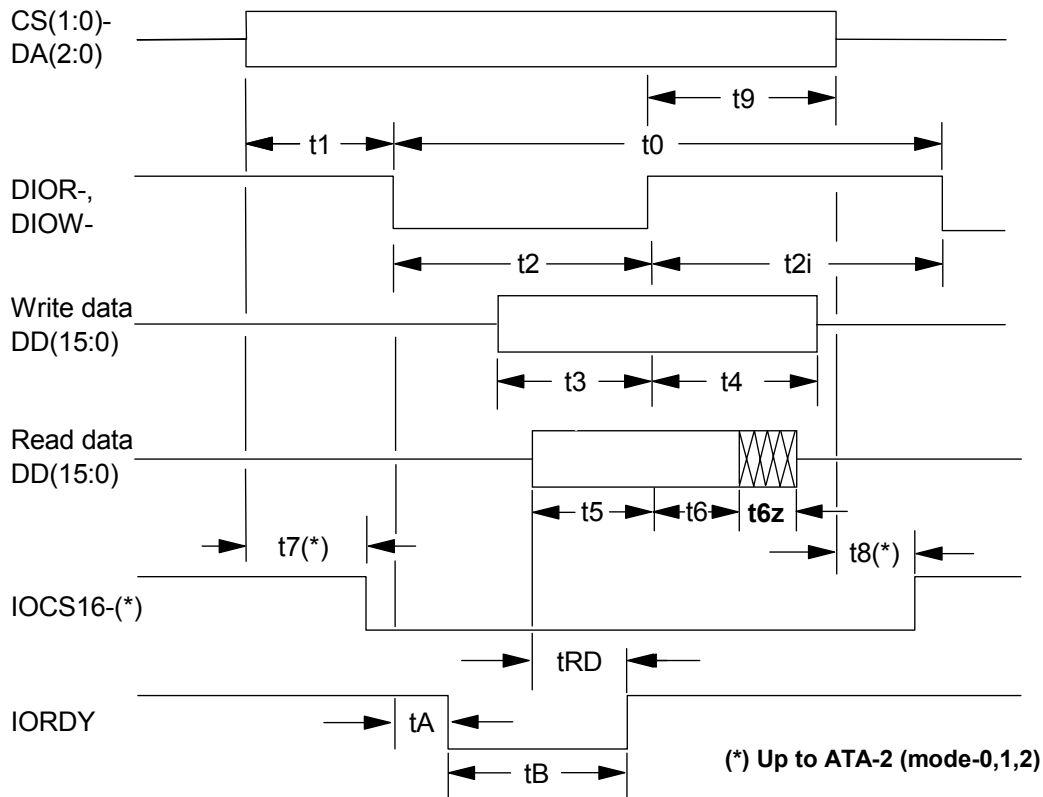 CS(1:0)-
DA(2:0)
t9
t1
t0
DIOR-,
DIOW-
t2
t2i
Write data
DD(15:0)
t3
t4
Read data
DD(15:0)
t5
t6
t6z
t7(*)
t8(*)
IOCS16-(*)
tRD
IORDY
tA
tB
(*) Up to ATA-2 (mode-0,1,2)